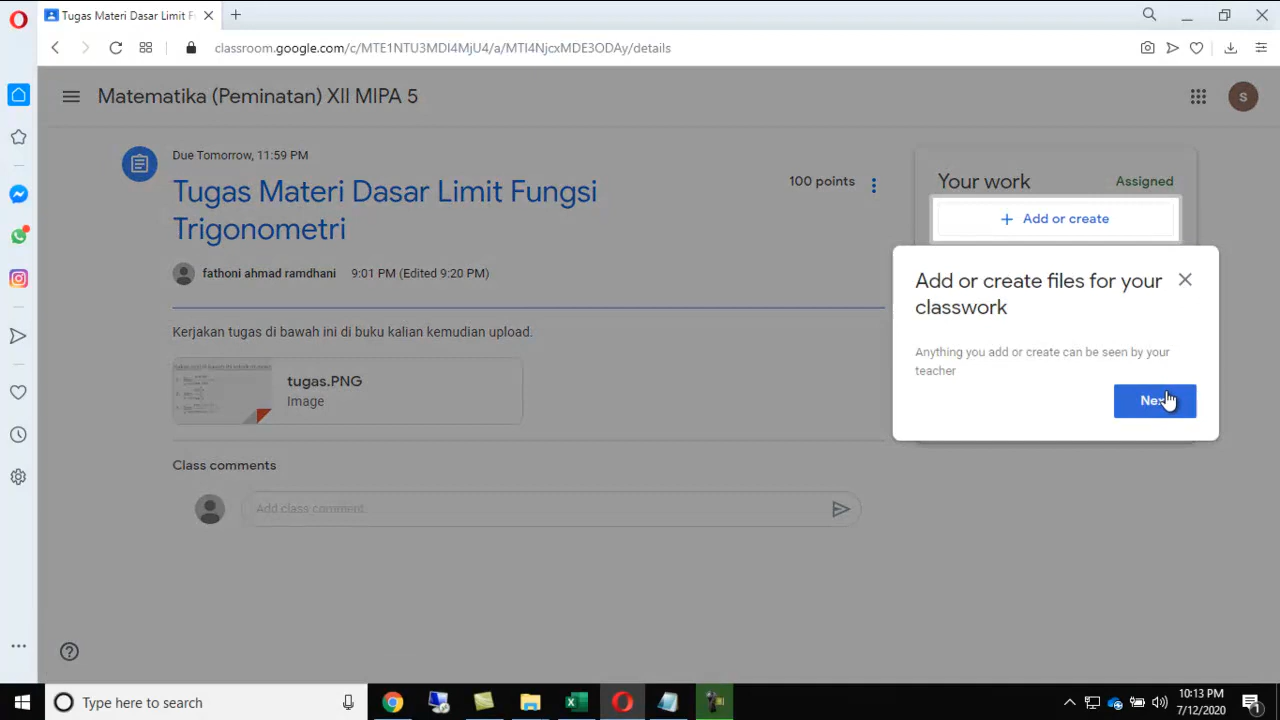 Tugas Materi Dasar Limit F
classroom.google.com/c/MTE1NTU3MDI4MjU4/a/MTI4NjcxMDE3ODAy/details
Matematika (Peminatan) XII MIPA 5
S
Due Tomorrow, 11:59 PM
100 points
Tugas Materi Dasar Limit Fungsi
Trigonometri
fathoni ahmad ramdhani 9:01 PM (Edited 9:20 PM)
Kerjakan tugas di bawah ini di buku kalian kemudian upload.
tugas.PNG
Image
Class comments
Add class comment..
Your work Assigned
+ Add or create
Add or create files for your
classwork
Anything you add or create can be seen by your
teacher
Type here to search
10:13 PM
7/12/2020
1